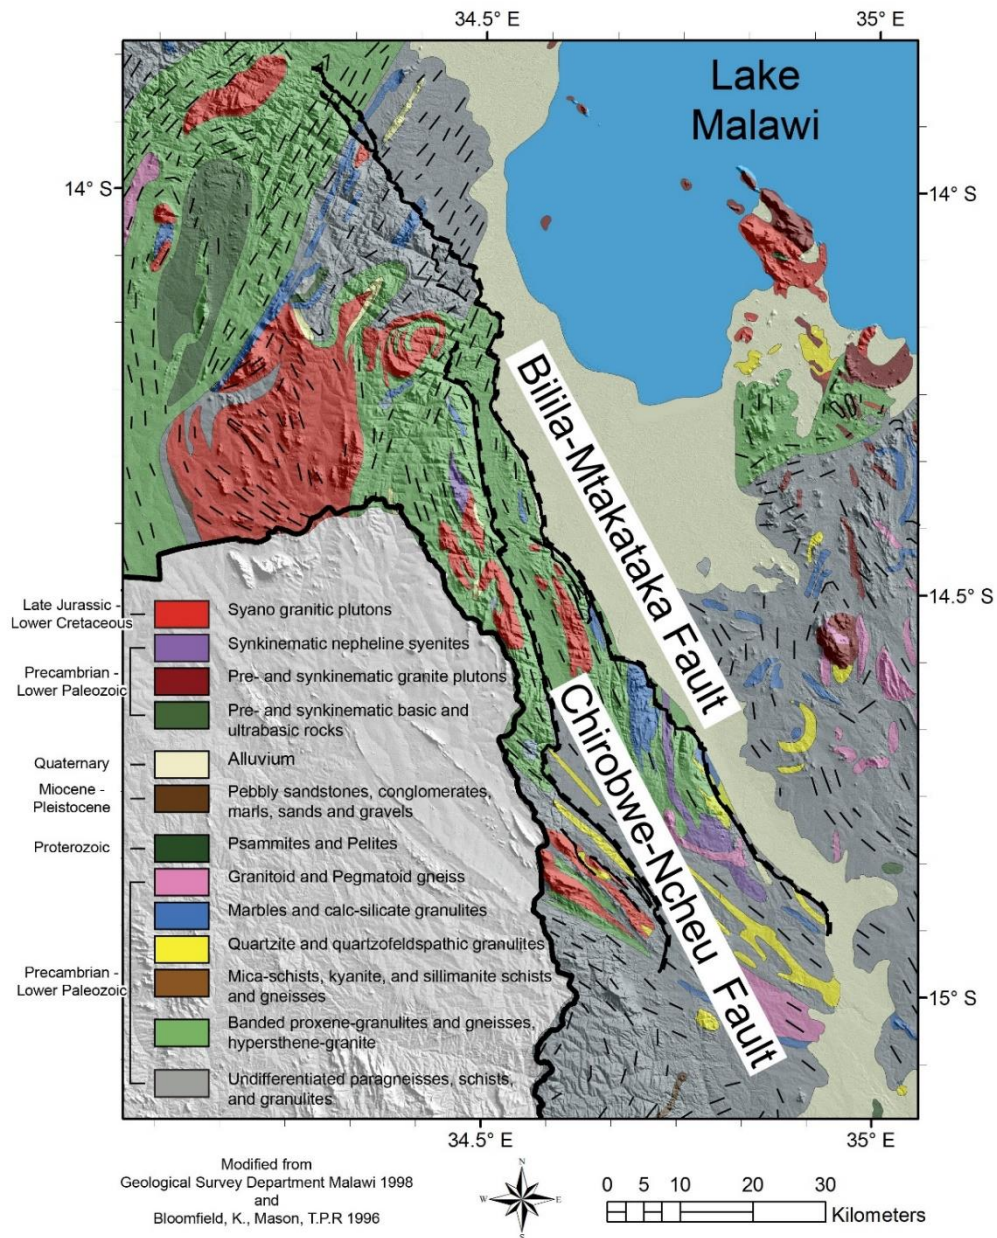 34.5° E
35° E
Lake
Malawi
14° S
14° S
Bilila-Mtakataka Fault
14.5° S
Chirobwe-Ncheu Fault
15° S
Late Jurassic -
Lower Cretaceous
Syano granitic plutons
Synkinematic nepheline syenites
Precambrian -
Lower Paleozoic
Pre- and synkinematic granite plutons
Pre- and synkinematic basic and
ultrabasic rocks
Quaternary
Alluvium
Miocene -
Pleistocene
Pebbly sandstones, conglomerates,
marls, sands and gravels
Proterozoic
Psammites and Pelites
Granitoid and Pegmatoid gneiss
Marbles and calc-silicate granulites
Quartzite and quartzofeldspathic granulites
Precambrian -
Lower Paleozoic
Mica-schists, kyanite, and sillimanite schists
and gneisses
Banded proxene-granulites and gneisses,
hypersthene-granite
Undifferentiated paragneisses, schists,
and granulites
34.5° E
35° E
Modified from
Geological Survey Department Malawi 1998
and
Bloomfield, K., Mason, T.P.R 1996
N
W
E
S
0 5 10 20 30
Kilometers